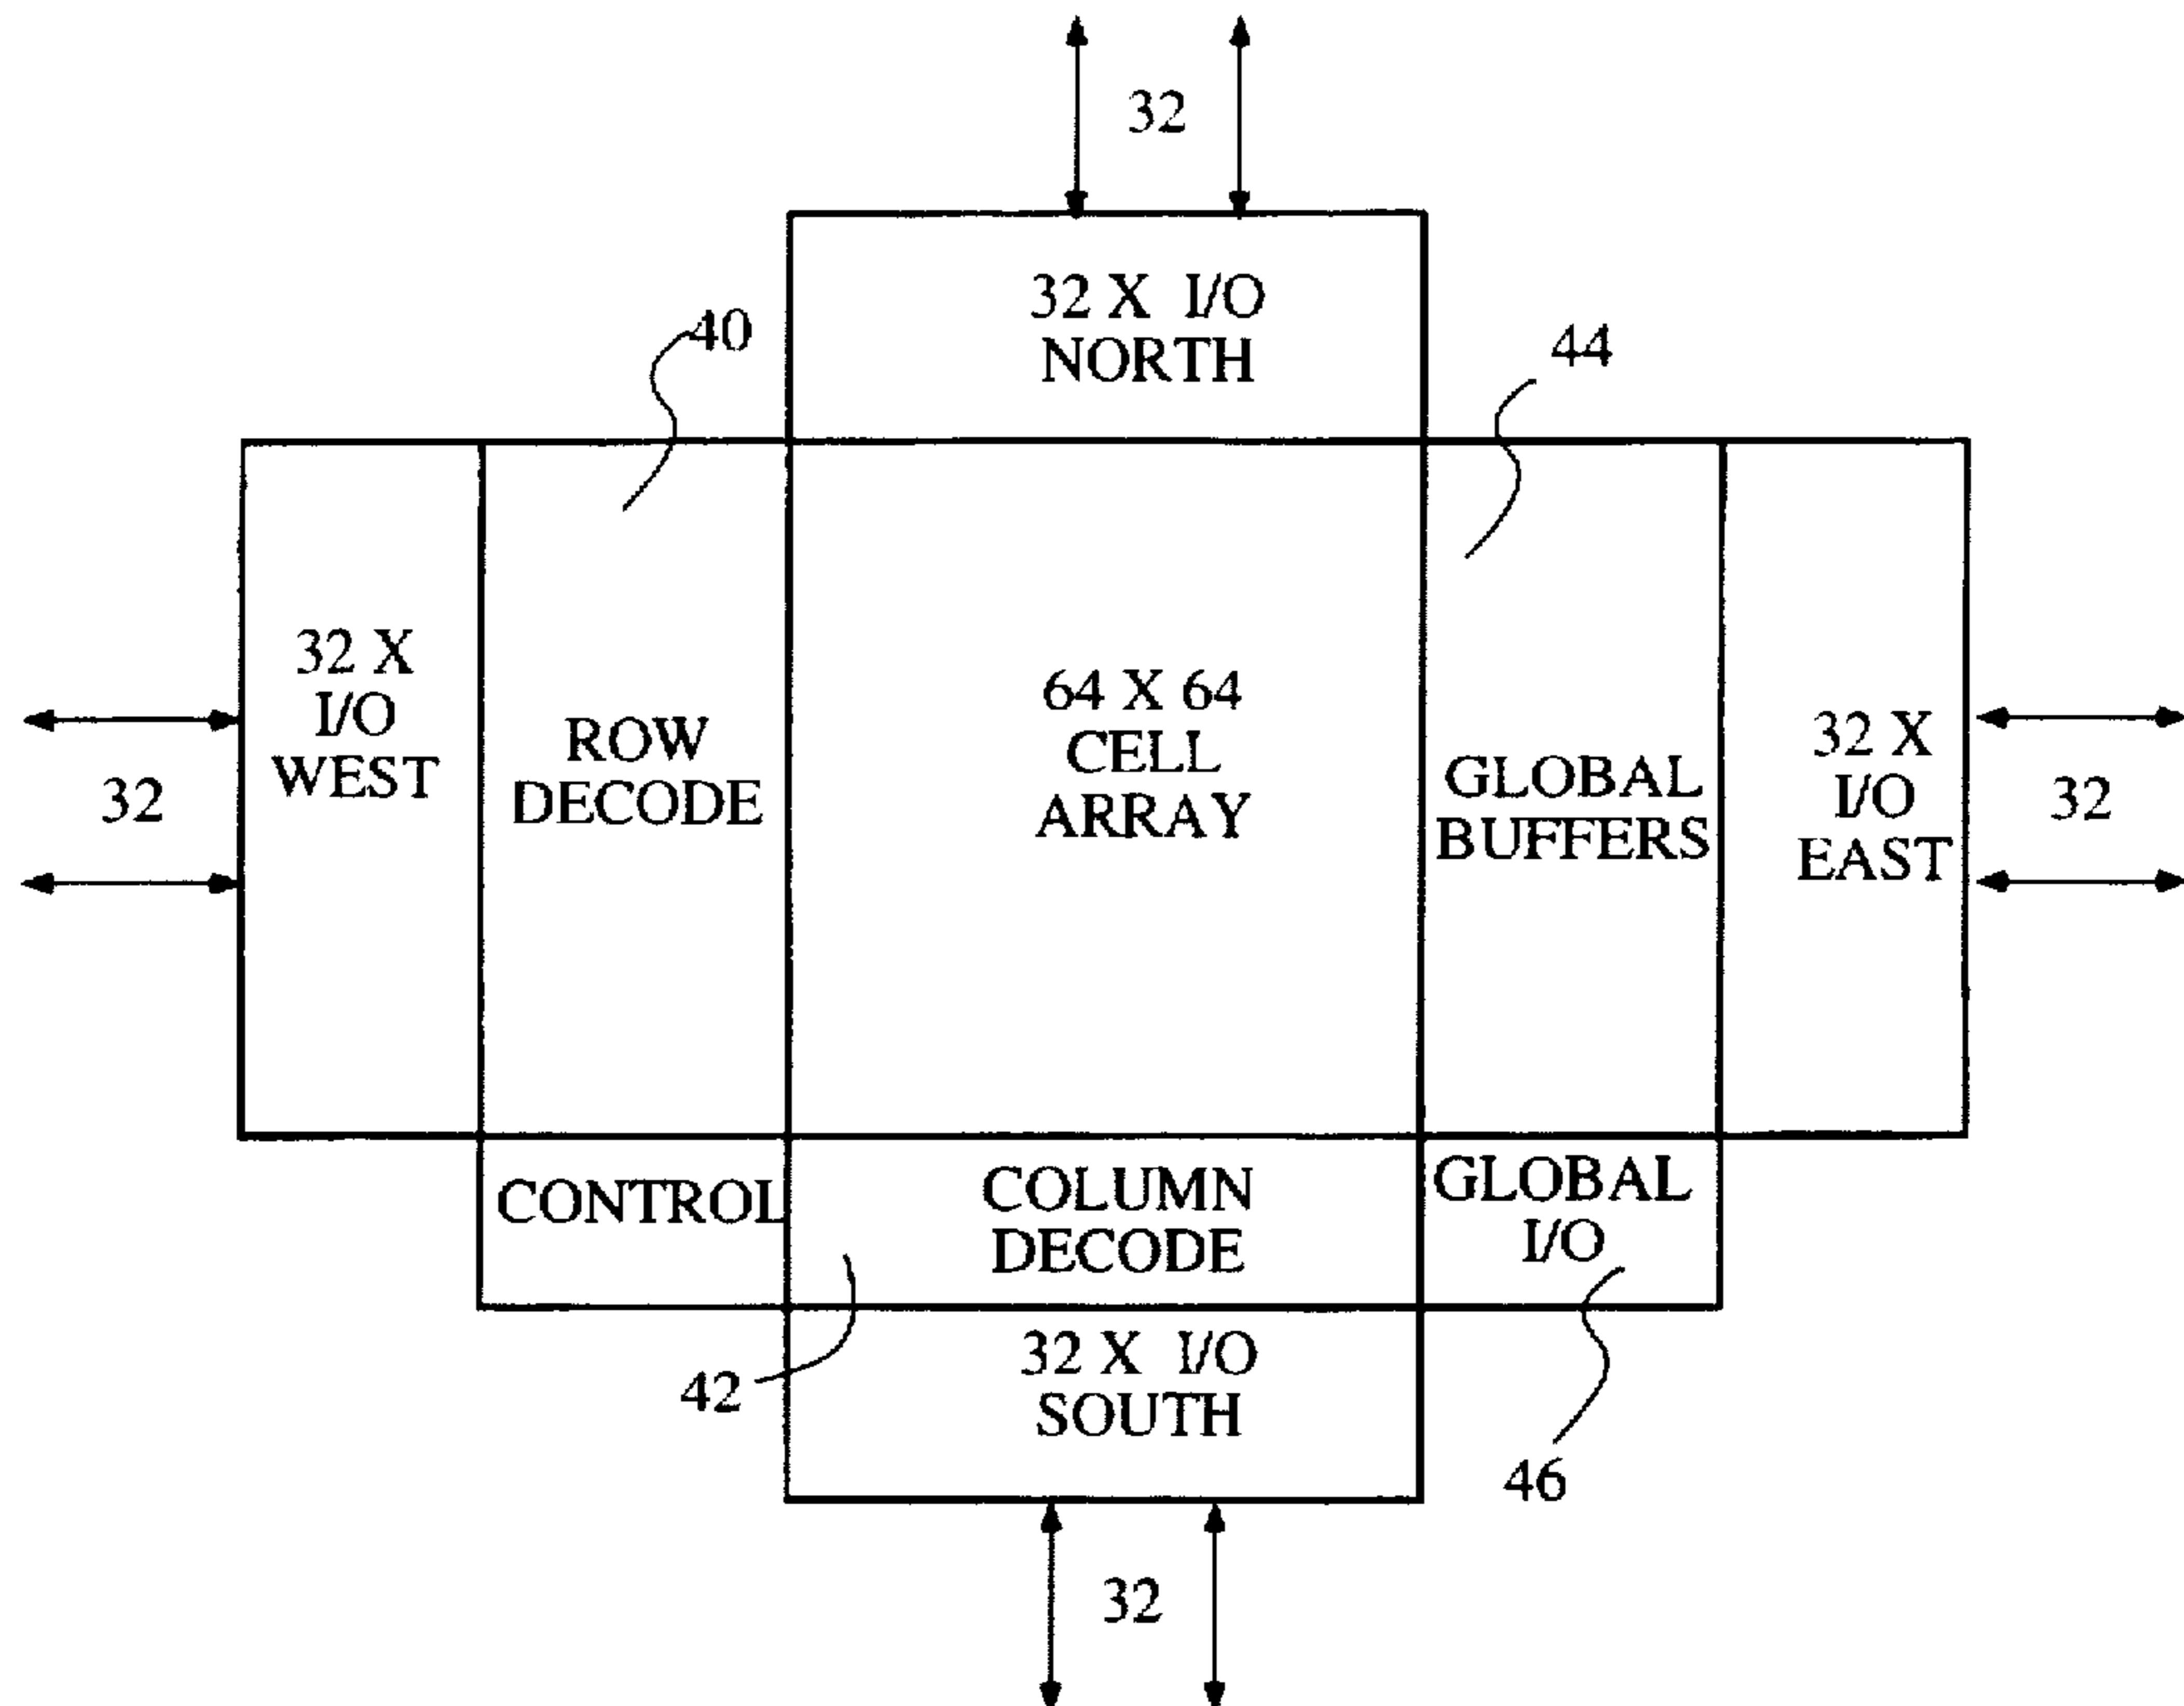 32
32 X I/O
NORTH
40
44
32 X
I/O
WEST
32
ROW
DECODE
64 X 64
CELL
ARRAY
GLOBAL
BUFFERS
32 X
I/O
EAST
32
CONTROL
COLUMN
DECODE
GLOBAL
I/O
42
32 X I/O
SOUTH
46
32